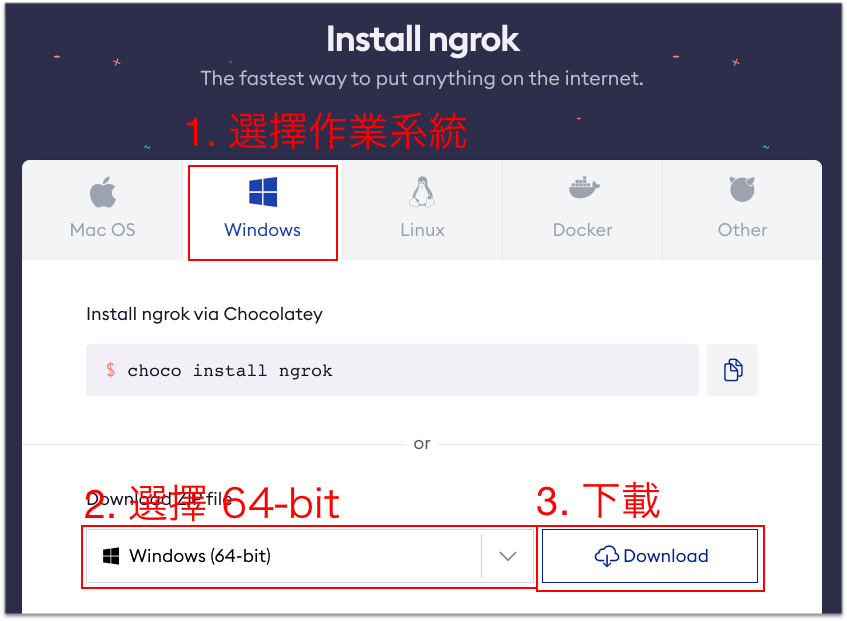 Install ngrok
The fastest way to put anything on the internet.
1. 選擇作業系統
Mac OS
Windows
Linux
Docker
Other
Install ngrok via Chocolatey
$ choco install ngrok
or
Download ZIP file
2. 選擇 64-bit
3. 下載
Windows (64-bit)
Download